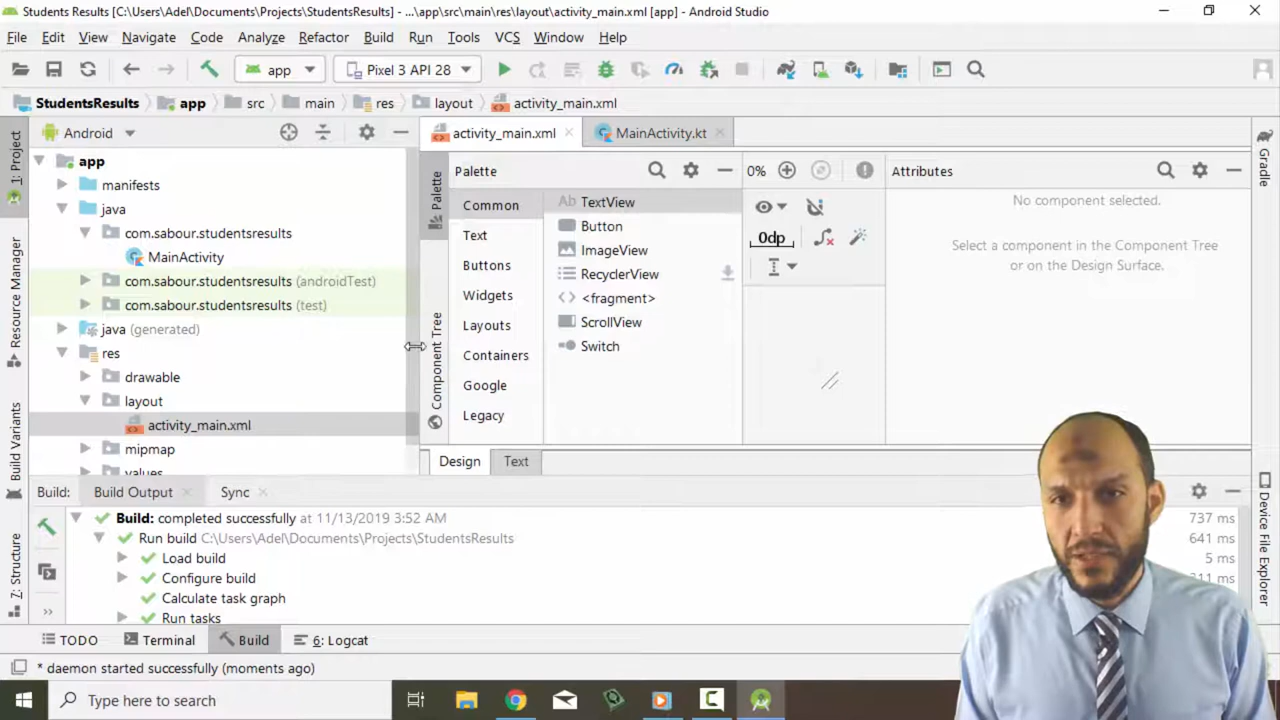 Students Results [C:\Users\Adel\Documents\Projects\StudentsResults] - ...\app\src\main\res\layout\activity_main.xml [app] - Android Studio
File Edit View Navigate Code Analyze Refactor Build Run Tools VCS Window Help
app Pixel 3 API 28
StudentsResults app src main res layout activity_main.xml
1: Project
Resource Manager
Build Variants
7: Structure
Android
app
manifests
java
com.sabour.studentsresults
MainActivity
com.sabour.studentsresults (androidTest)
com.sabour.studentsresults (test)
java (generated)
res
drawable
layout
activity_main.xml
mipmap
values
activity_main.xml MainActivity.kt
Palette
Component Tree
Palette
Common
Text
Buttons
Widgets
Layouts
Containers
Google
Legacy
Ab TextView
Button
ImageView
RecyclerView
<> <fragment>
ScrollView
Switch
0%
0dp
Attributes
No component selected.
Select a component in the Component Tree
or on the Design Surface.
Gradle
Device File Explorer
Design Text
Build: Build Output Sync
Build: completed successfully at 11/13/2019 3:52 AM 737 ms
Run build C:\Users\Adel\Documents\Projects\StudentsResults 641 ms
Load build 5 ms
Configure build 311 ms
Calculate task graph
Run tasks
TODO Terminal Build 6: Logcat
* daemon started successfully (moments ago)
Type here to search